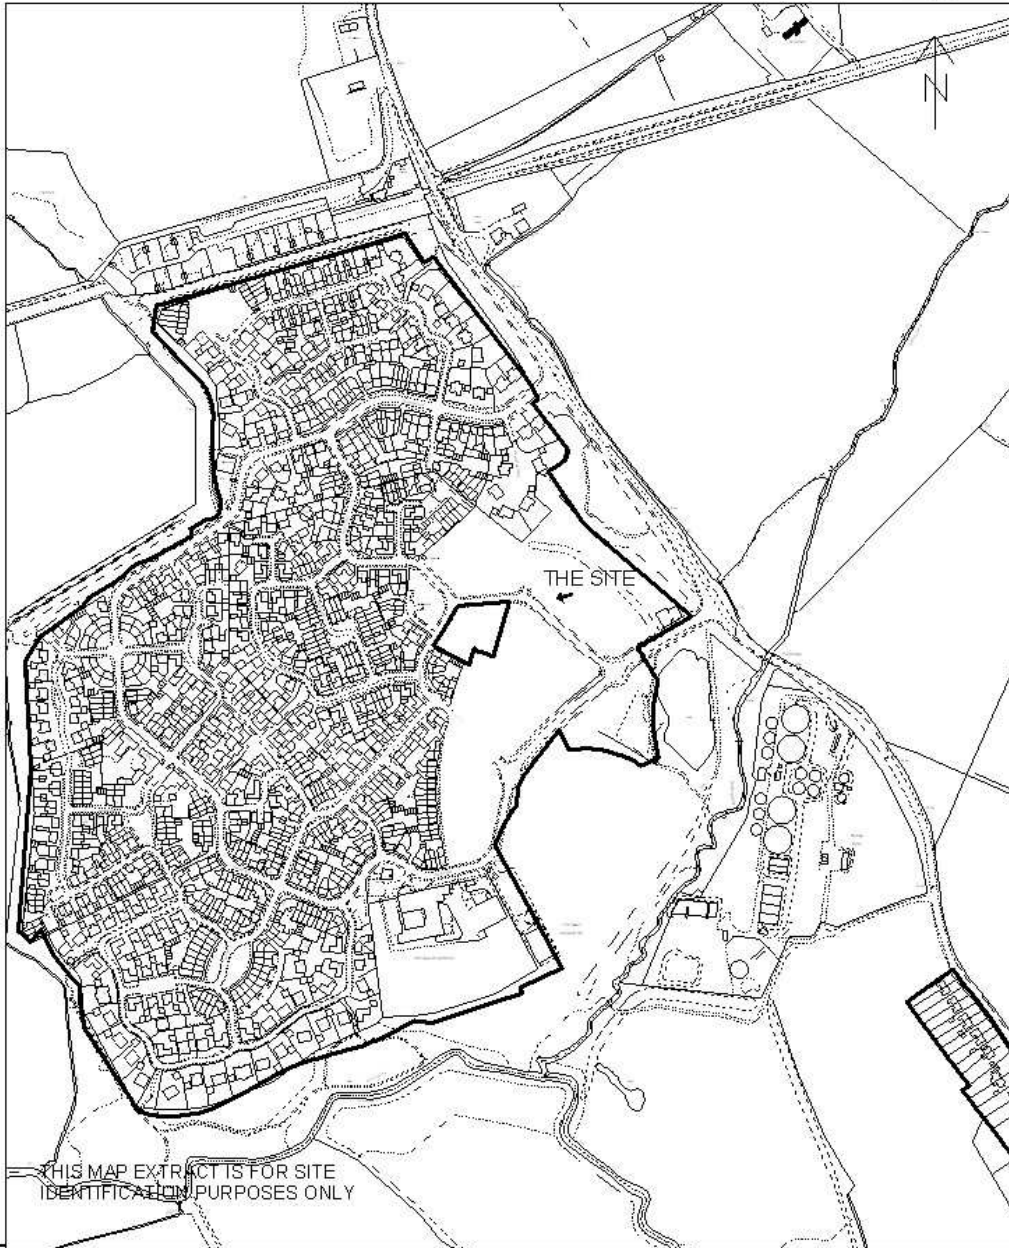 N
THE SITE
THIS MAP EXTRACT IS FOR SITE
IDENTIFICATION PURPOSES ONLY